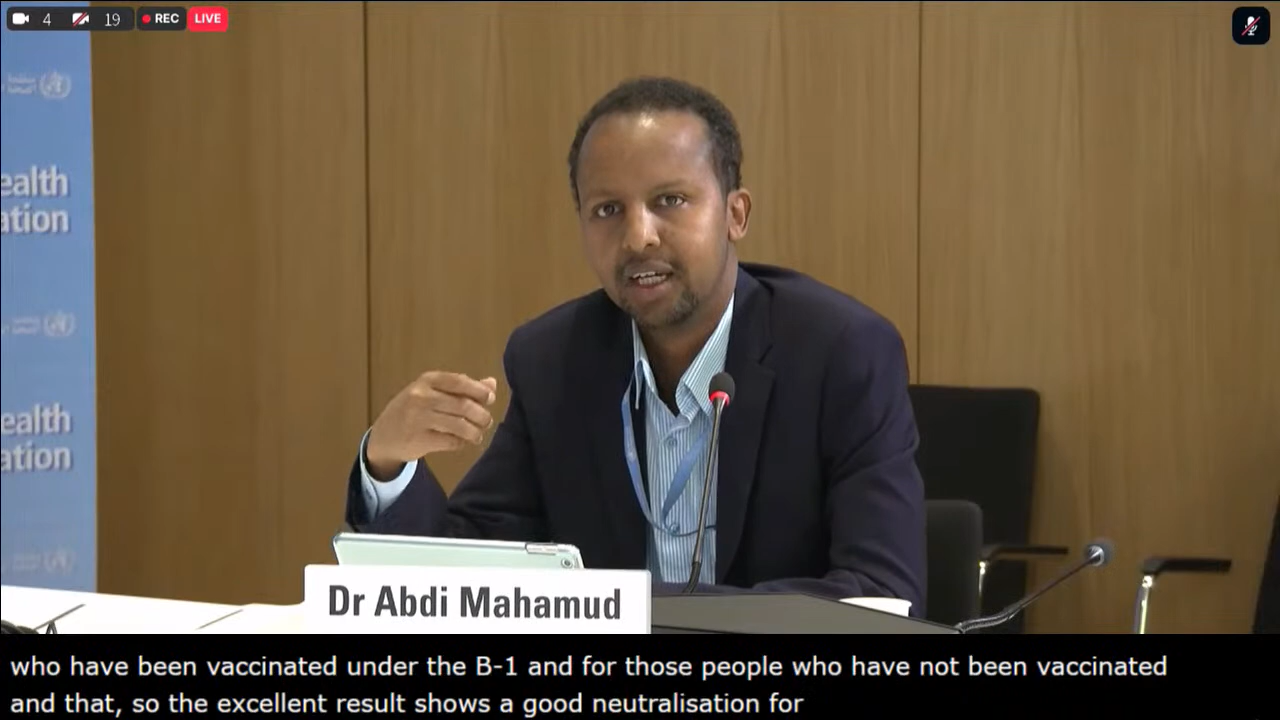 4 19 REC LIVE
ealth
ation
ealth
ation
Dr Abdi Mahamud
who have been vaccinated under the B-1 and for those people who have not been vaccinated
and that, so the excellent result shows a good neutralisation for